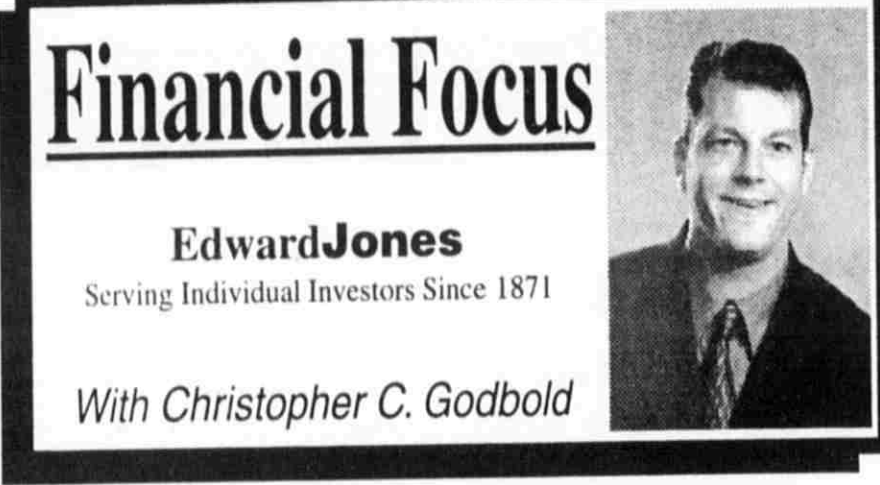 Financial Focus
EdwardJones
Serving Individual Investors Since 1871
With Christopher C. Godbold